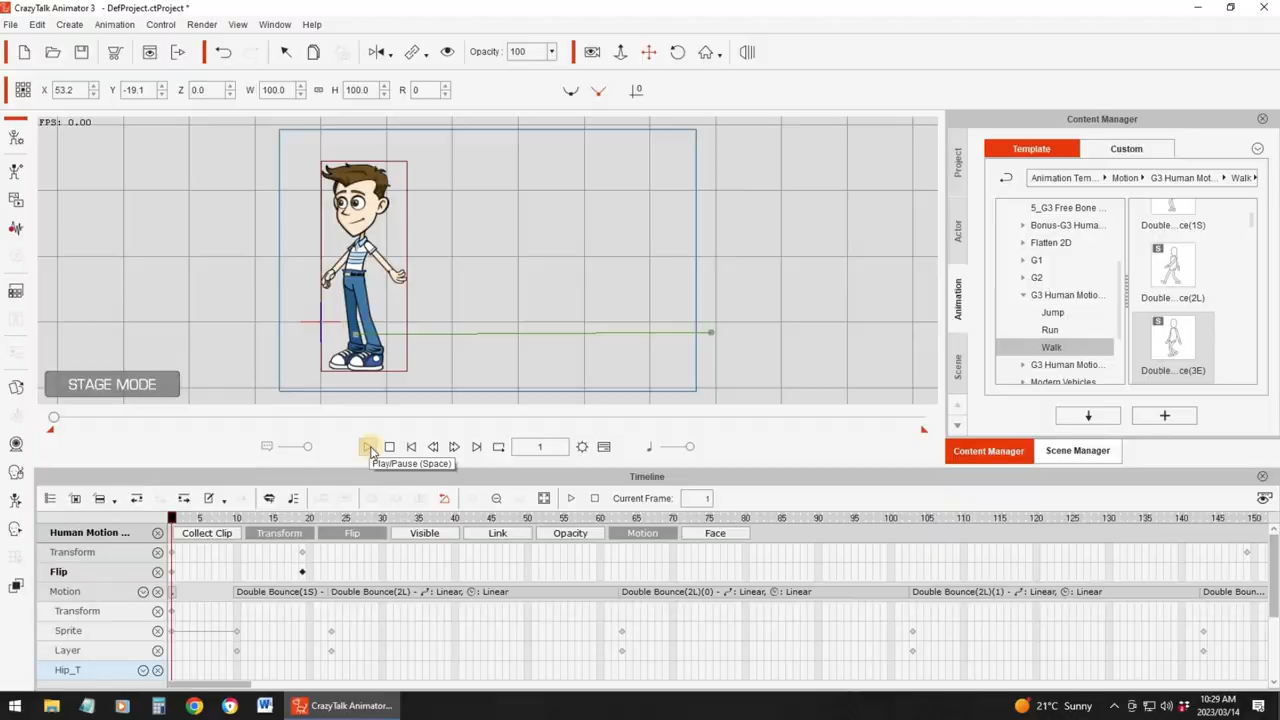 CrazyTalk Animator 3 - DefProject.ctProject *
File Edit Create Animation Control Render View Window Help
Opacity : 100
X 53.2 Y -19.1 Z 0.0 W 100.0 H 100.0 R 0
FPS: 0.00
STAGE MODE
Content Manager
Template Custom
Animation Tem... Motion G3 Human Mot... Walk
Project
Actor
Animation
Scene
5_G3 Free Bone ...
Bonus-G3 Huma...
Flatten 2D
G1
G2
G3 Human Motio...
Jump
Run
Walk
G3 Human Motio...
Modern Vehicles
Double...ce(1S)
S
Double...ce(2L)
S
Double...ce(3E)
Content Manager Scene Manager
1
Play/Pause (Space)
Timeline
Current Frame: 1
5 10 15 20 25 30 35 40 45 50 55 60 65 70 75 80 85 90 95 100 105 110 115 120 125 130 135 140 145 150
Human Motion ... Collect Clip Transform Flip Visible Link Opacity Motion Face
Transform
Flip
Motion Double Bounce(1S) - Double Bounce(2L) - : Linear, : Linear Double Bounce(2L)(0) - : Linear, : Linear Double Bounce(2L)(1) - : Linear, : Linear Double Boun...
Transform
Sprite
Layer
Hip_T
CrazyTalk Animator...
21°C Sunny
10:29 AM
2023/03/14